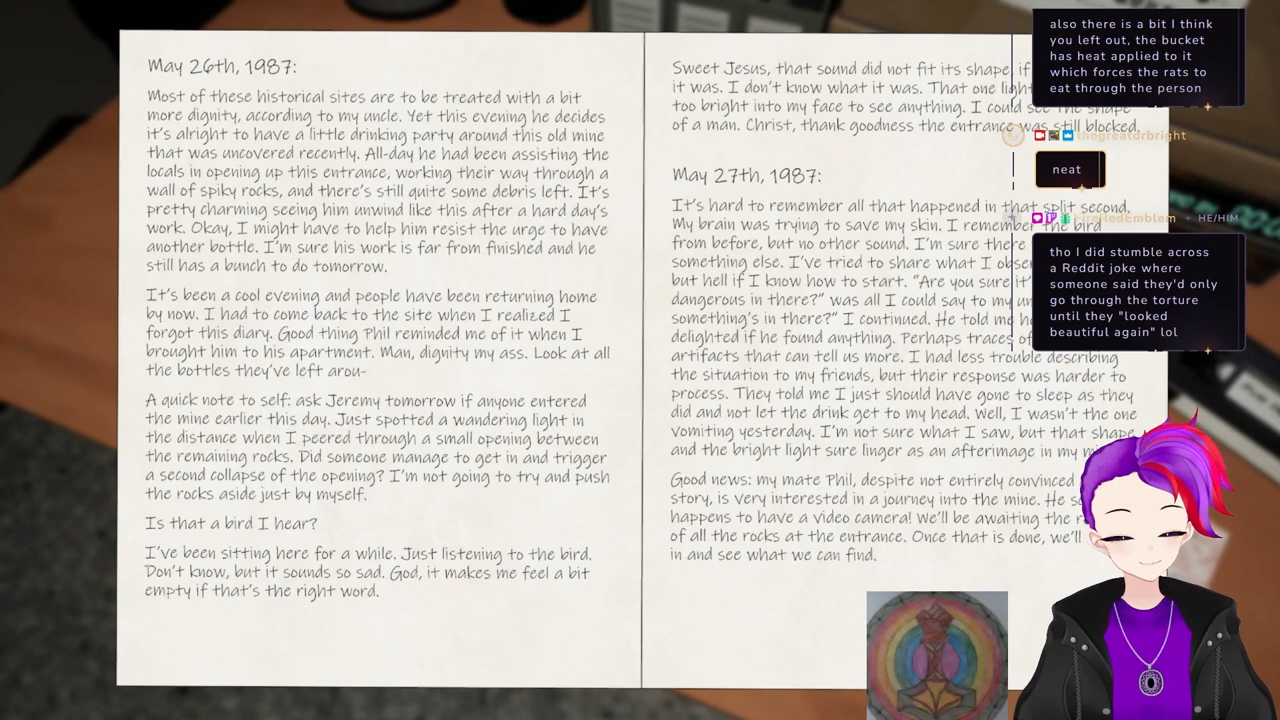 May 26th, 1987:
Most of these historical sites are to be treated with a bit
more dignity, according to my uncle. Yet this evening he decides
it's alright to have a little drinking party around this old mine
that was uncovered recently. All-day he had been assisting the
locals in opening up this entrance, working their way through a
wall of spiky rocks, and there's still quite some debris left. It's
pretty charming seeing him unwind like this after a hard day's
work. Okay, I might have to help him resist the urge to have
another bottle. I'm sure his work is far from finished and he
still has a bunch to do tomorrow.
It's been a cool evening and people have been returning home
by now. I had to come back to the site when I realized I
forgot this diary. Good thing Phil reminded me of it when I
brought him to his apartment. Man, dignity my ass. Look at all
the bottles they've left arou-
A quick note to self: ask Jeremy tomorrow if anyone entered
the mine earlier this day. Just spotted a wandering light in
the distance when I peered through a small opening between
the remaining rocks. Did someone manage to get in and trigger
a second collapse of the opening? I'm not going to try and push
the rocks aside just by myself.
Is that a bird I hear?
I've been sitting here for a while. Just listening to the bird.
Don't know, but it sounds so sad. God, it makes me feel a bit
empty if that's the right word.
Sweet Jesus, that sound did not fit its shape, if
it was. I don't know what it was. That one light
too bright into my face to see anything. I could see the shape
of a man. Christ, thank goodness the entrance was still blocked.
May 27th, 1987:
It's hard to remember all that happened in that split second.
My brain was trying to save my skin. I remember the bird
from before, but no other sound. I'm sure there
something else. I've tried to share what I
but hell if I know how to start. "Are you sure it's
dangerous in there?" was all I could say to my
something's in there?" I continued. He told me
delighted if he found anything. Perhaps traces of
artifacts that can tell us more. I had less trouble describing
the situation to my friends, but their response was harder to
process. They told me I just should have gone to sleep as they
did and not let the drink get to my head. Well, I wasn't the one
vomiting yesterday. I'm not sure what I saw, but that shape
and the bright light sure linger as an afterimage in my
Good news: my mate Phil, despite not entirely convinced
story, is very interested in a journey into the mine. He
happens to have a video camera! We'll be awaiting the
of all the rocks at the entrance. Once that is done, we'll
in and see what we can find.
also there is a bit I think
you left out, the bucket
has heat applied to it
which forces the rats to
eat through the person
thegreatdrbright
neat
FireRedEmblem HE/HIM
tho I did stumble across
a Reddit joke where
someone said they'd only
go through the torture
until they "looked
beautiful again" lol